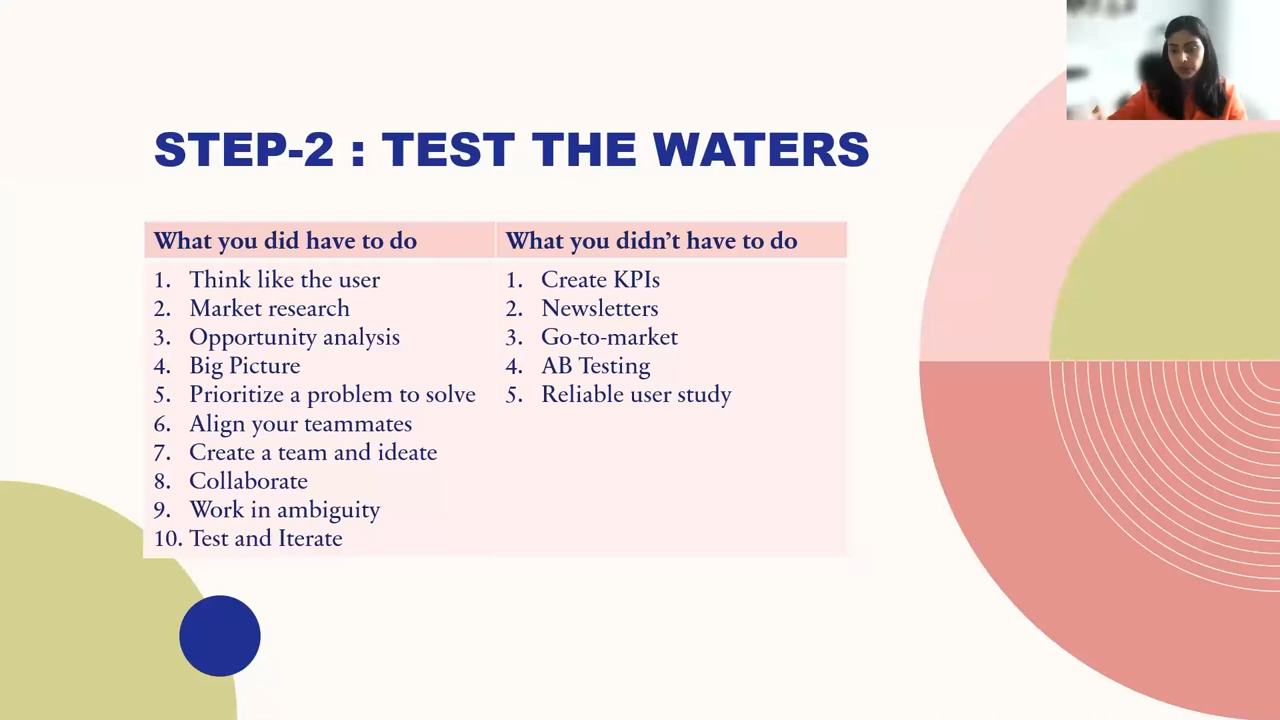 STEP-2 : TEST THE WATERS
What you did have to do
1. Think like the user
2. Market research
3. Opportunity analysis
4. Big Picture
5. Prioritize a problem to solve
6. Align your teammates
7. Create a team and ideate
8. Collaborate
9. Work in ambiguity
10. Test and Iterate
What you didn’t have to do
1. Create KPIs
2. Newsletters
3. Go-to-market
4. AB Testing
5. Reliable user study